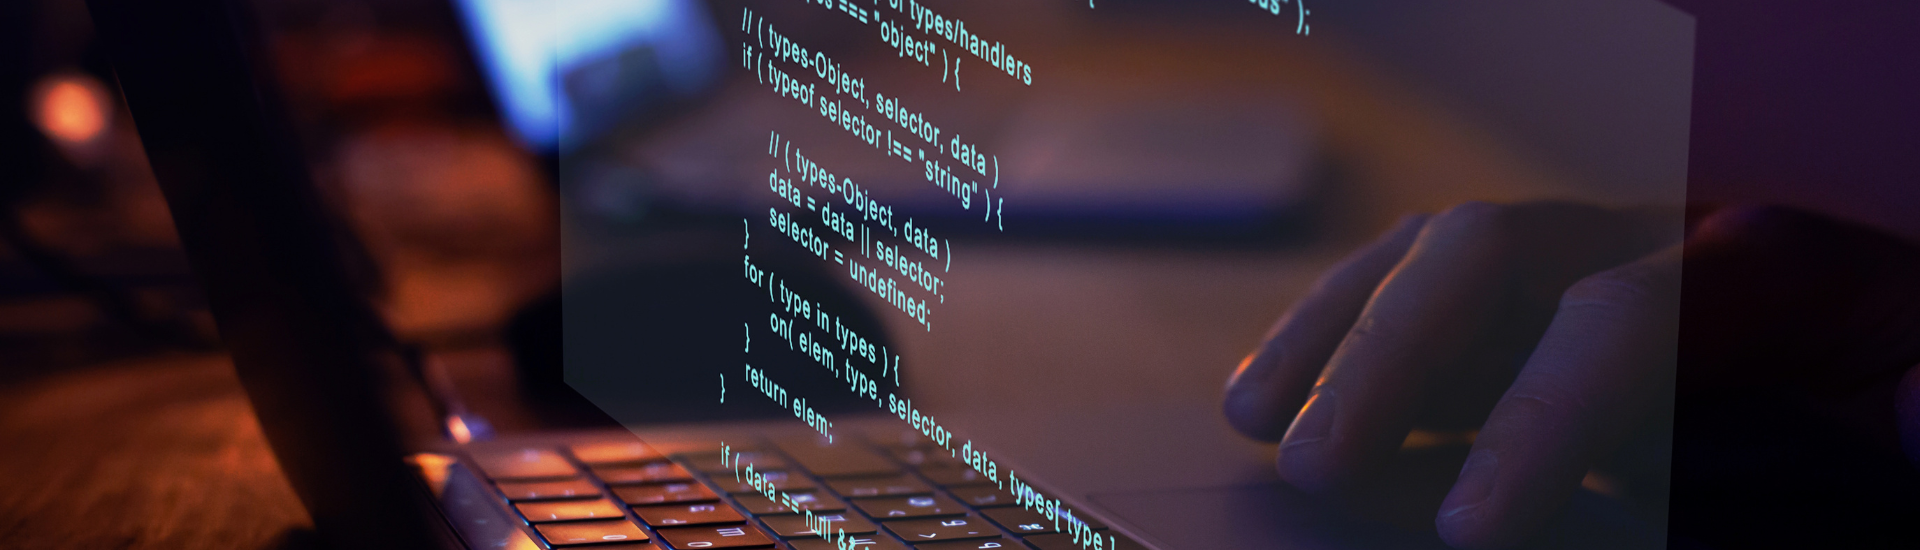 of types/handlers
=== "object" ) {
// ( types-Object, selector, data )
if ( typeof selector !== "string" ) {
// ( types-Object, data )
data = data || selector;
selector = undefined;
}
for ( type in types ) {
on( elem, type, selector, data, types[ type ]
}
return elem;
}
if ( data == null &&
);